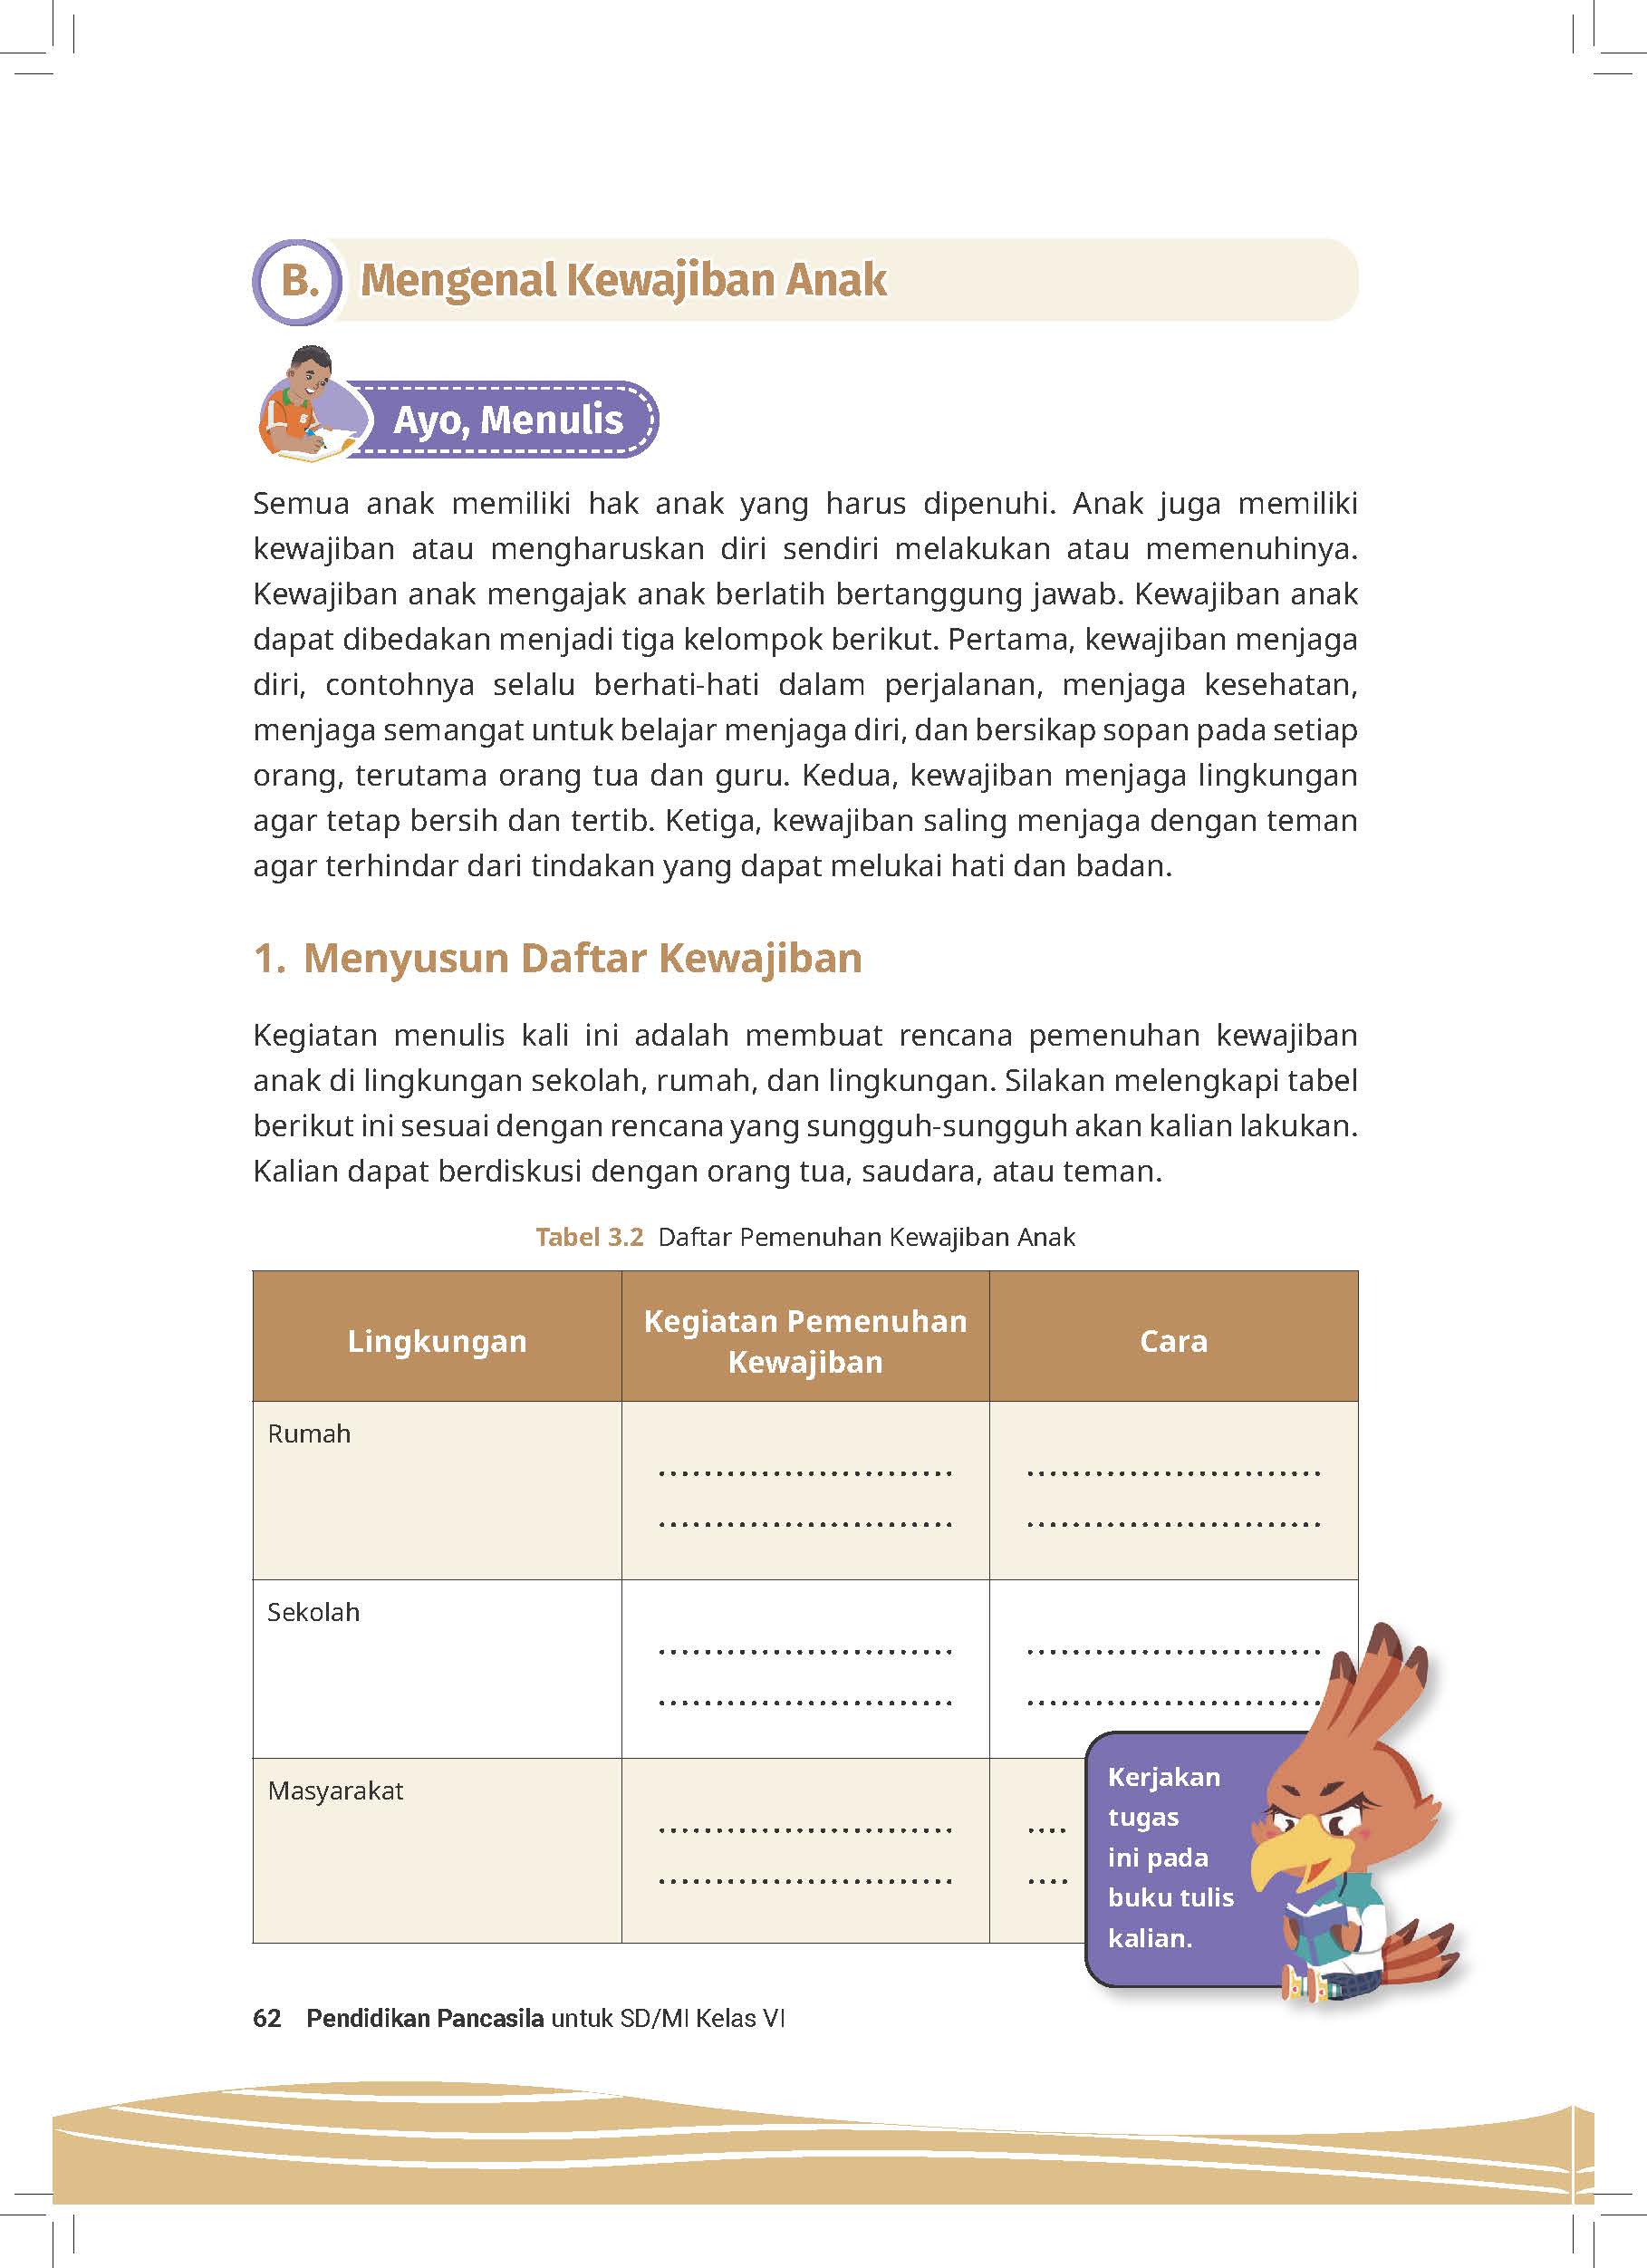 B. Mengenal Kewajiban Anak
Ayo, Menulis
Semua anak memiliki hak anak yang harus dipenuhi. Anak juga memiliki
kewajiban atau mengharuskan diri sendiri melakukan atau memenuhinya.
Kewajiban anak mengajak anak berlatih bertanggung jawab. Kewajiban anak
dapat dibedakan menjadi tiga kelompok berikut. Pertama, kewajiban menjaga
diri, contohnya selalu berhati-hati dalam perjalanan, menjaga kesehatan,
menjaga semangat untuk belajar menjaga diri, dan bersikap sopan pada setiap
orang, terutama orang tua dan guru. Kedua, kewajiban menjaga lingkungan
agar tetap bersih dan tertib. Ketiga, kewajiban saling menjaga dengan teman
agar terhindar dari tindakan yang dapat melukai hati dan badan.
1. Menyusun Daftar Kewajiban
Kegiatan menulis kali ini adalah membuat rencana pemenuhan kewajiban
anak di lingkungan sekolah, rumah, dan lingkungan. Silakan melengkapi tabel
berikut ini sesuai dengan rencana yang sungguh-sungguh akan kalian lakukan.
Kalian dapat berdiskusi dengan orang tua, saudara, atau teman.
Tabel 3.2 Daftar Pemenuhan Kewajiban Anak
Lingkungan
Kegiatan Pemenuhan
Kewajiban
Cara
Rumah
.......................... ..........................
.......................... ..........................
Sekolah
.......................... ..........................
.......................... ..........................
Masyarakat
.......................... ....
.......................... ....
Kerjakan
tugas
ini pada
buku tulis
kalian.
62 Pendidikan Pancasila untuk SD/MI Kelas VI